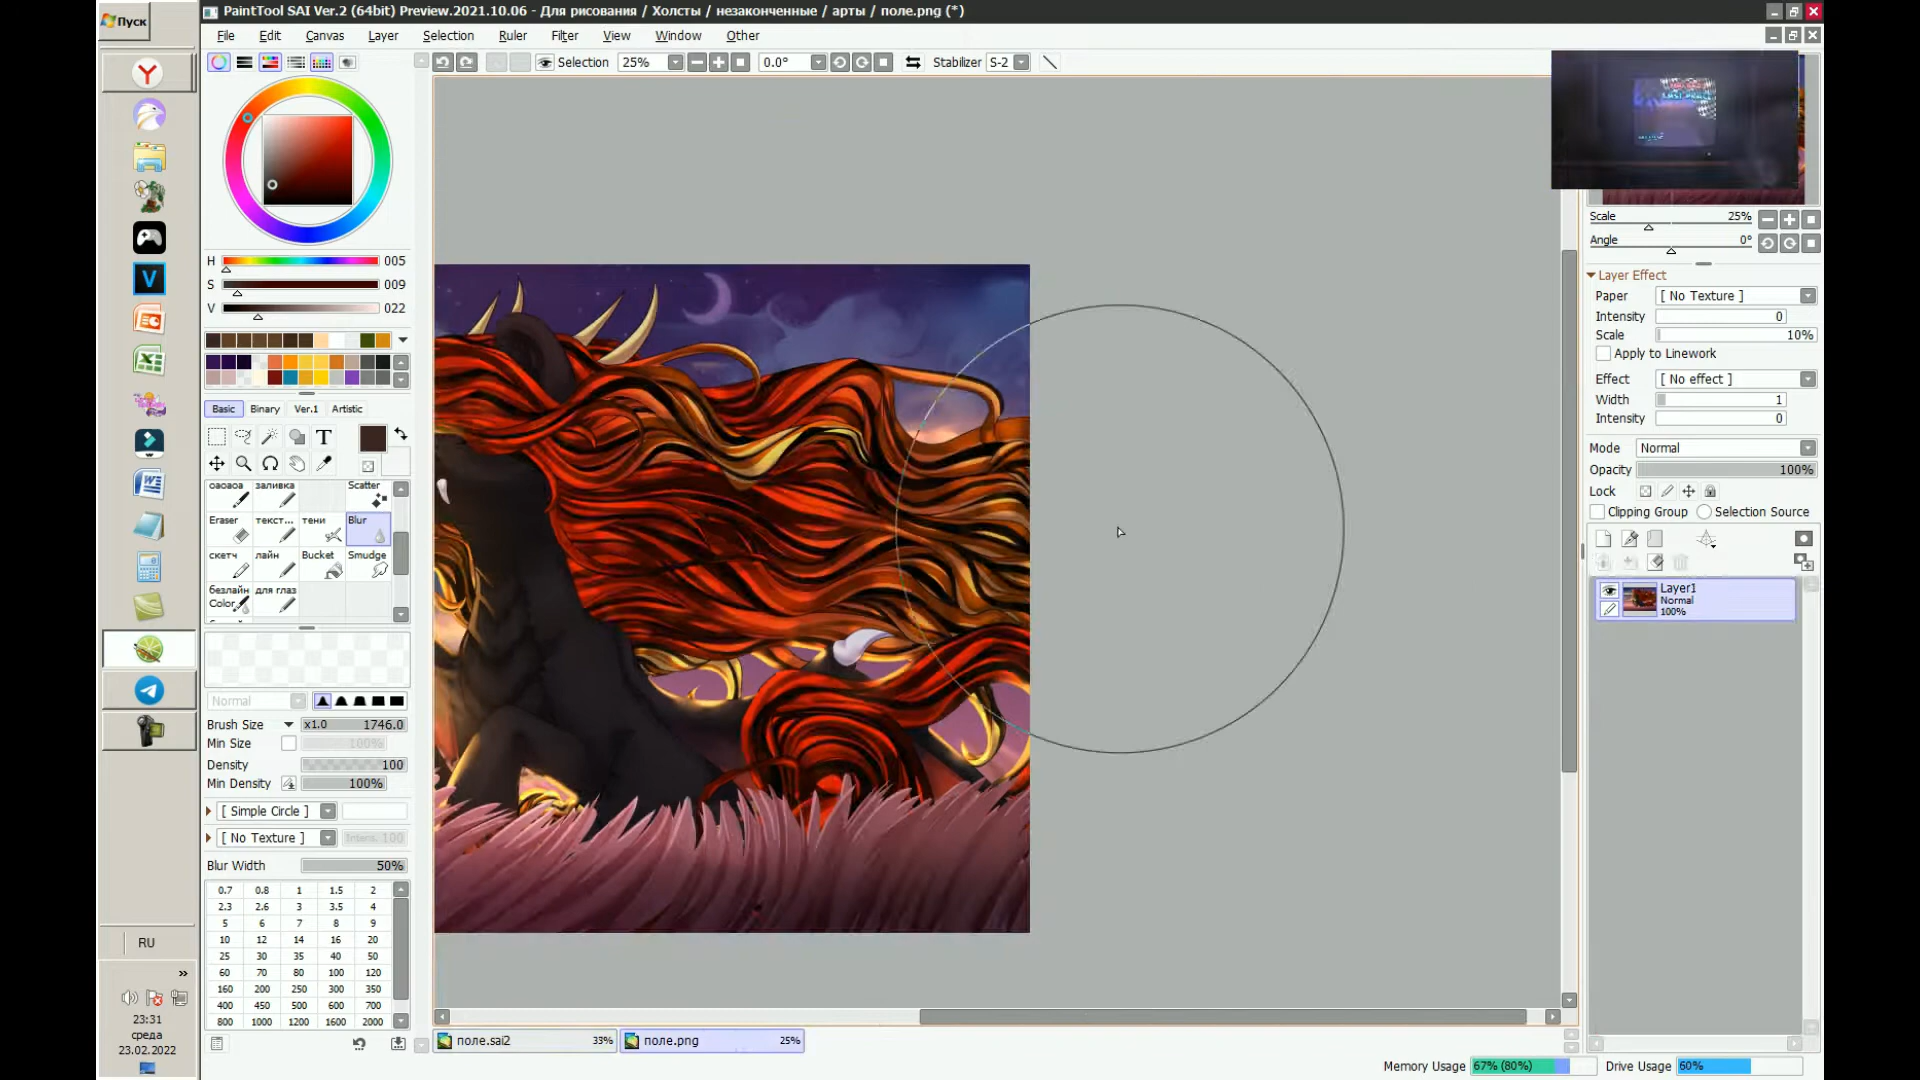 Пуск
PaintTool SAI Ver.2 (64bit) Preview.2021.10.06 - Для рисования / Холсты / незаконченные / арты / поле.png (*)
File Edit Canvas Layer Selection Ruler Filter View Window Other
Selection 25% 0.0° Stabilizer S-2
H 005
S 009
V 022
Basic Binary Ver.1 Artistic
T
оаоаоа заливка Scatter
Eraser текст... тени Blur
скетч лайн Bucket Smudge
безлайн для глаз
Color
Normal
Brush Size x1.0 1746.0
Min Size 100%
Density 100
Min Density 100%
[ Simple Circle ]
[ No Texture ] Intens. 100
Blur Width 50%
0.7 0.8 1 1.5 2
2.3 2.6 3 3.5 4
5 6 7 8 9
10 12 14 16 20
25 30 35 40 50
60 70 80 100 120
160 200 250 300 350
400 450 500 600 700
800 1000 1200 1600 2000
Scale 25%
Angle 0°
Layer Effect
Paper [ No Texture ]
Intensity 0
Scale 10%
Apply to Linework
Effect [ No effect ]
Width 1
Intensity 0
Mode Normal
Opacity 100%
Lock
Clipping Group Selection Source
Layer1
Normal
100%
поле.sai2 33% поле.png 25%
Memory Usage 67% (80%) Drive Usage 60%
RU
23:31
среда
23.02.2022